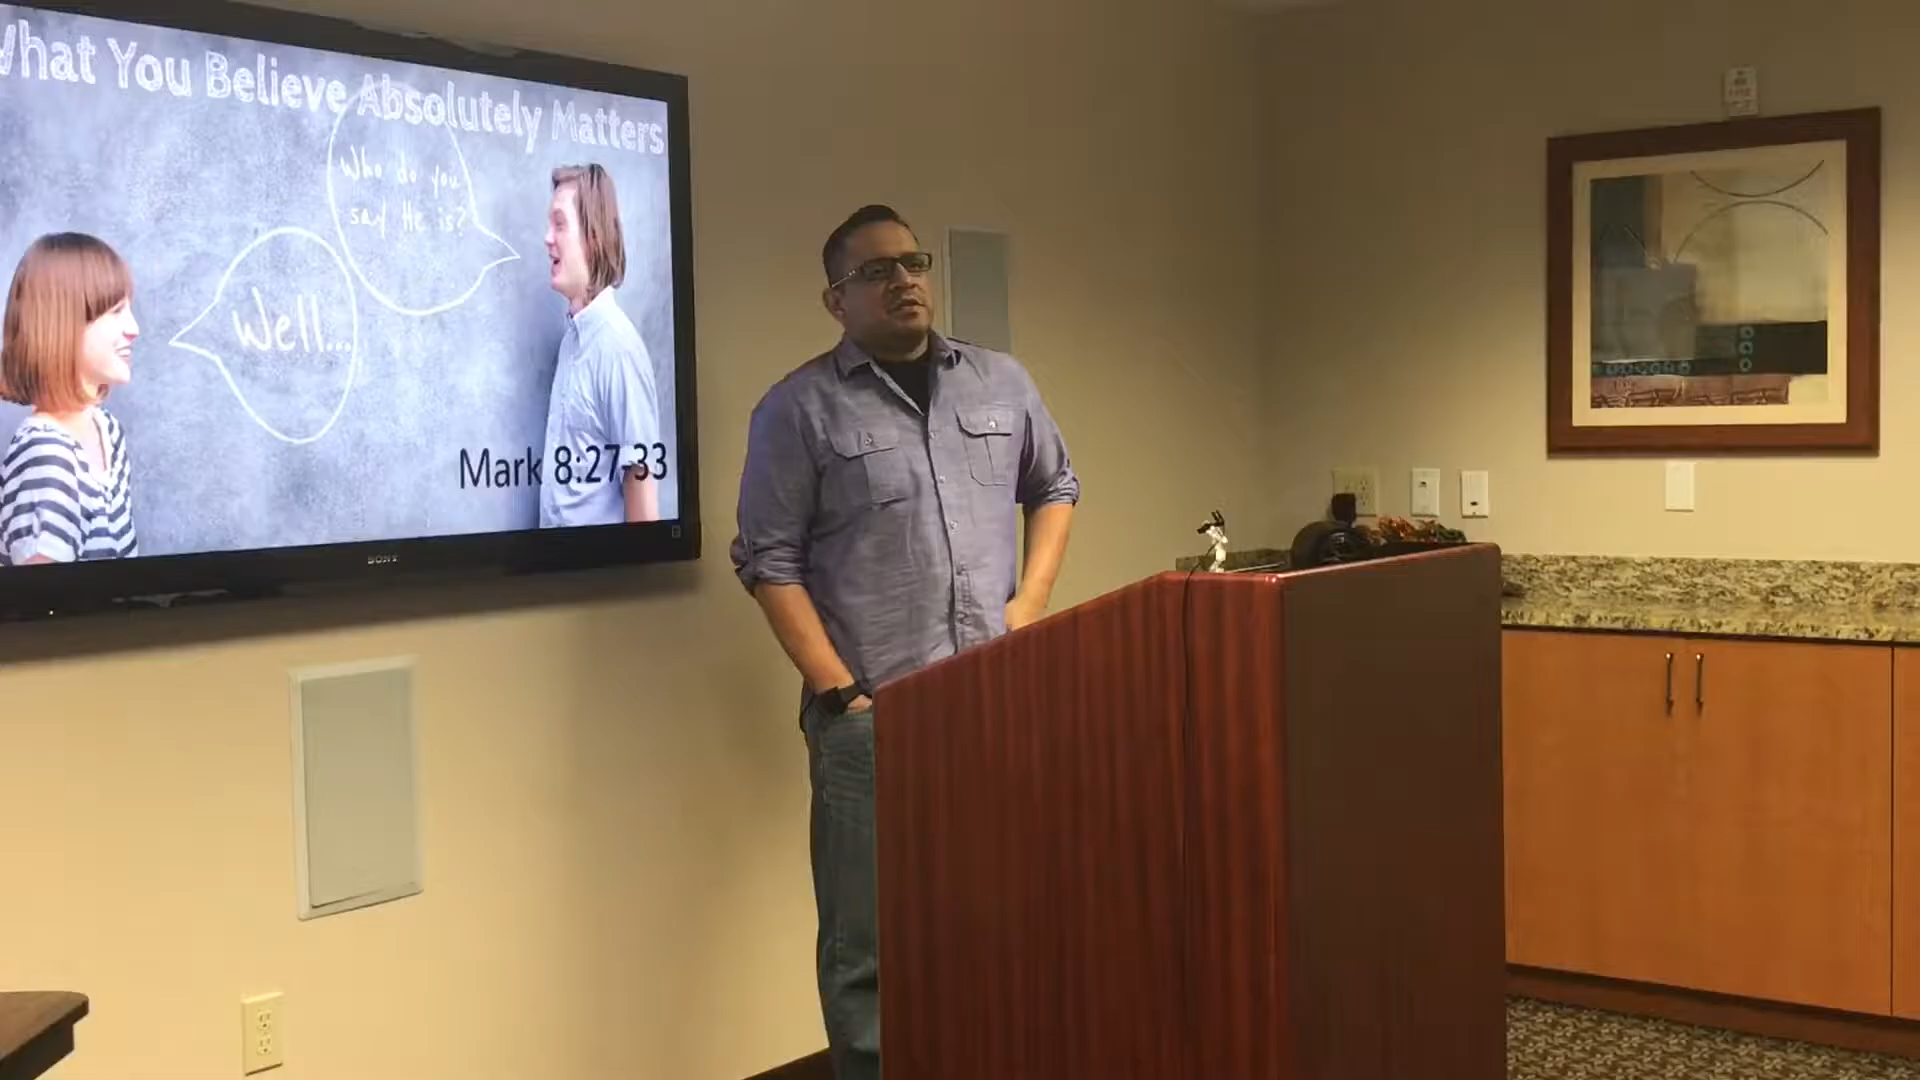 What You Believe Absolutely Matters
Who do you
say He is?
Well...
Mark 8:27-33
SONY